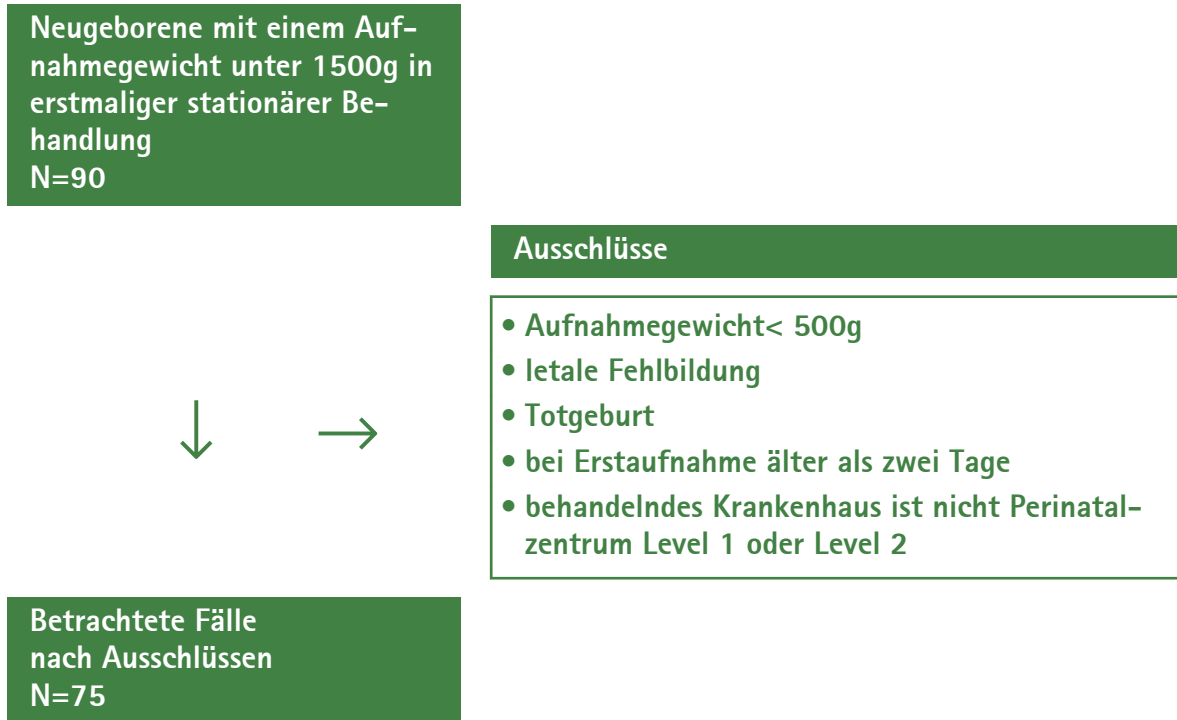 Neugeborene mit einem Auf-
nahmegewicht unter 1500g in
erstmaliger stationärer Be-
handlung
N=90
Ausschlüsse
• Aufnahmegewicht< 500g
• letale Fehlbildung
• Totgeburt
• bei Erstaufnahme älter als zwei Tage
• behandelndes Krankenhaus ist nicht Perinatal-
zentrum Level 1 oder Level 2
Betrachtete Fälle
nach Ausschlüssen
N=75